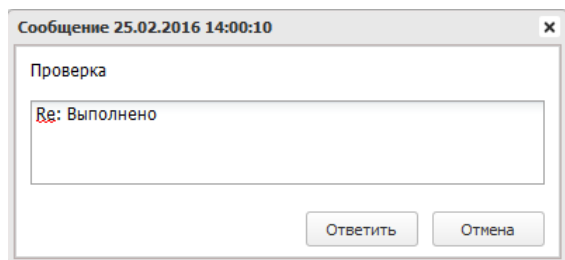 Сообщение 25.02.2016 14:00:10
Проверка
Re: Выполнено
Ответить Отмена